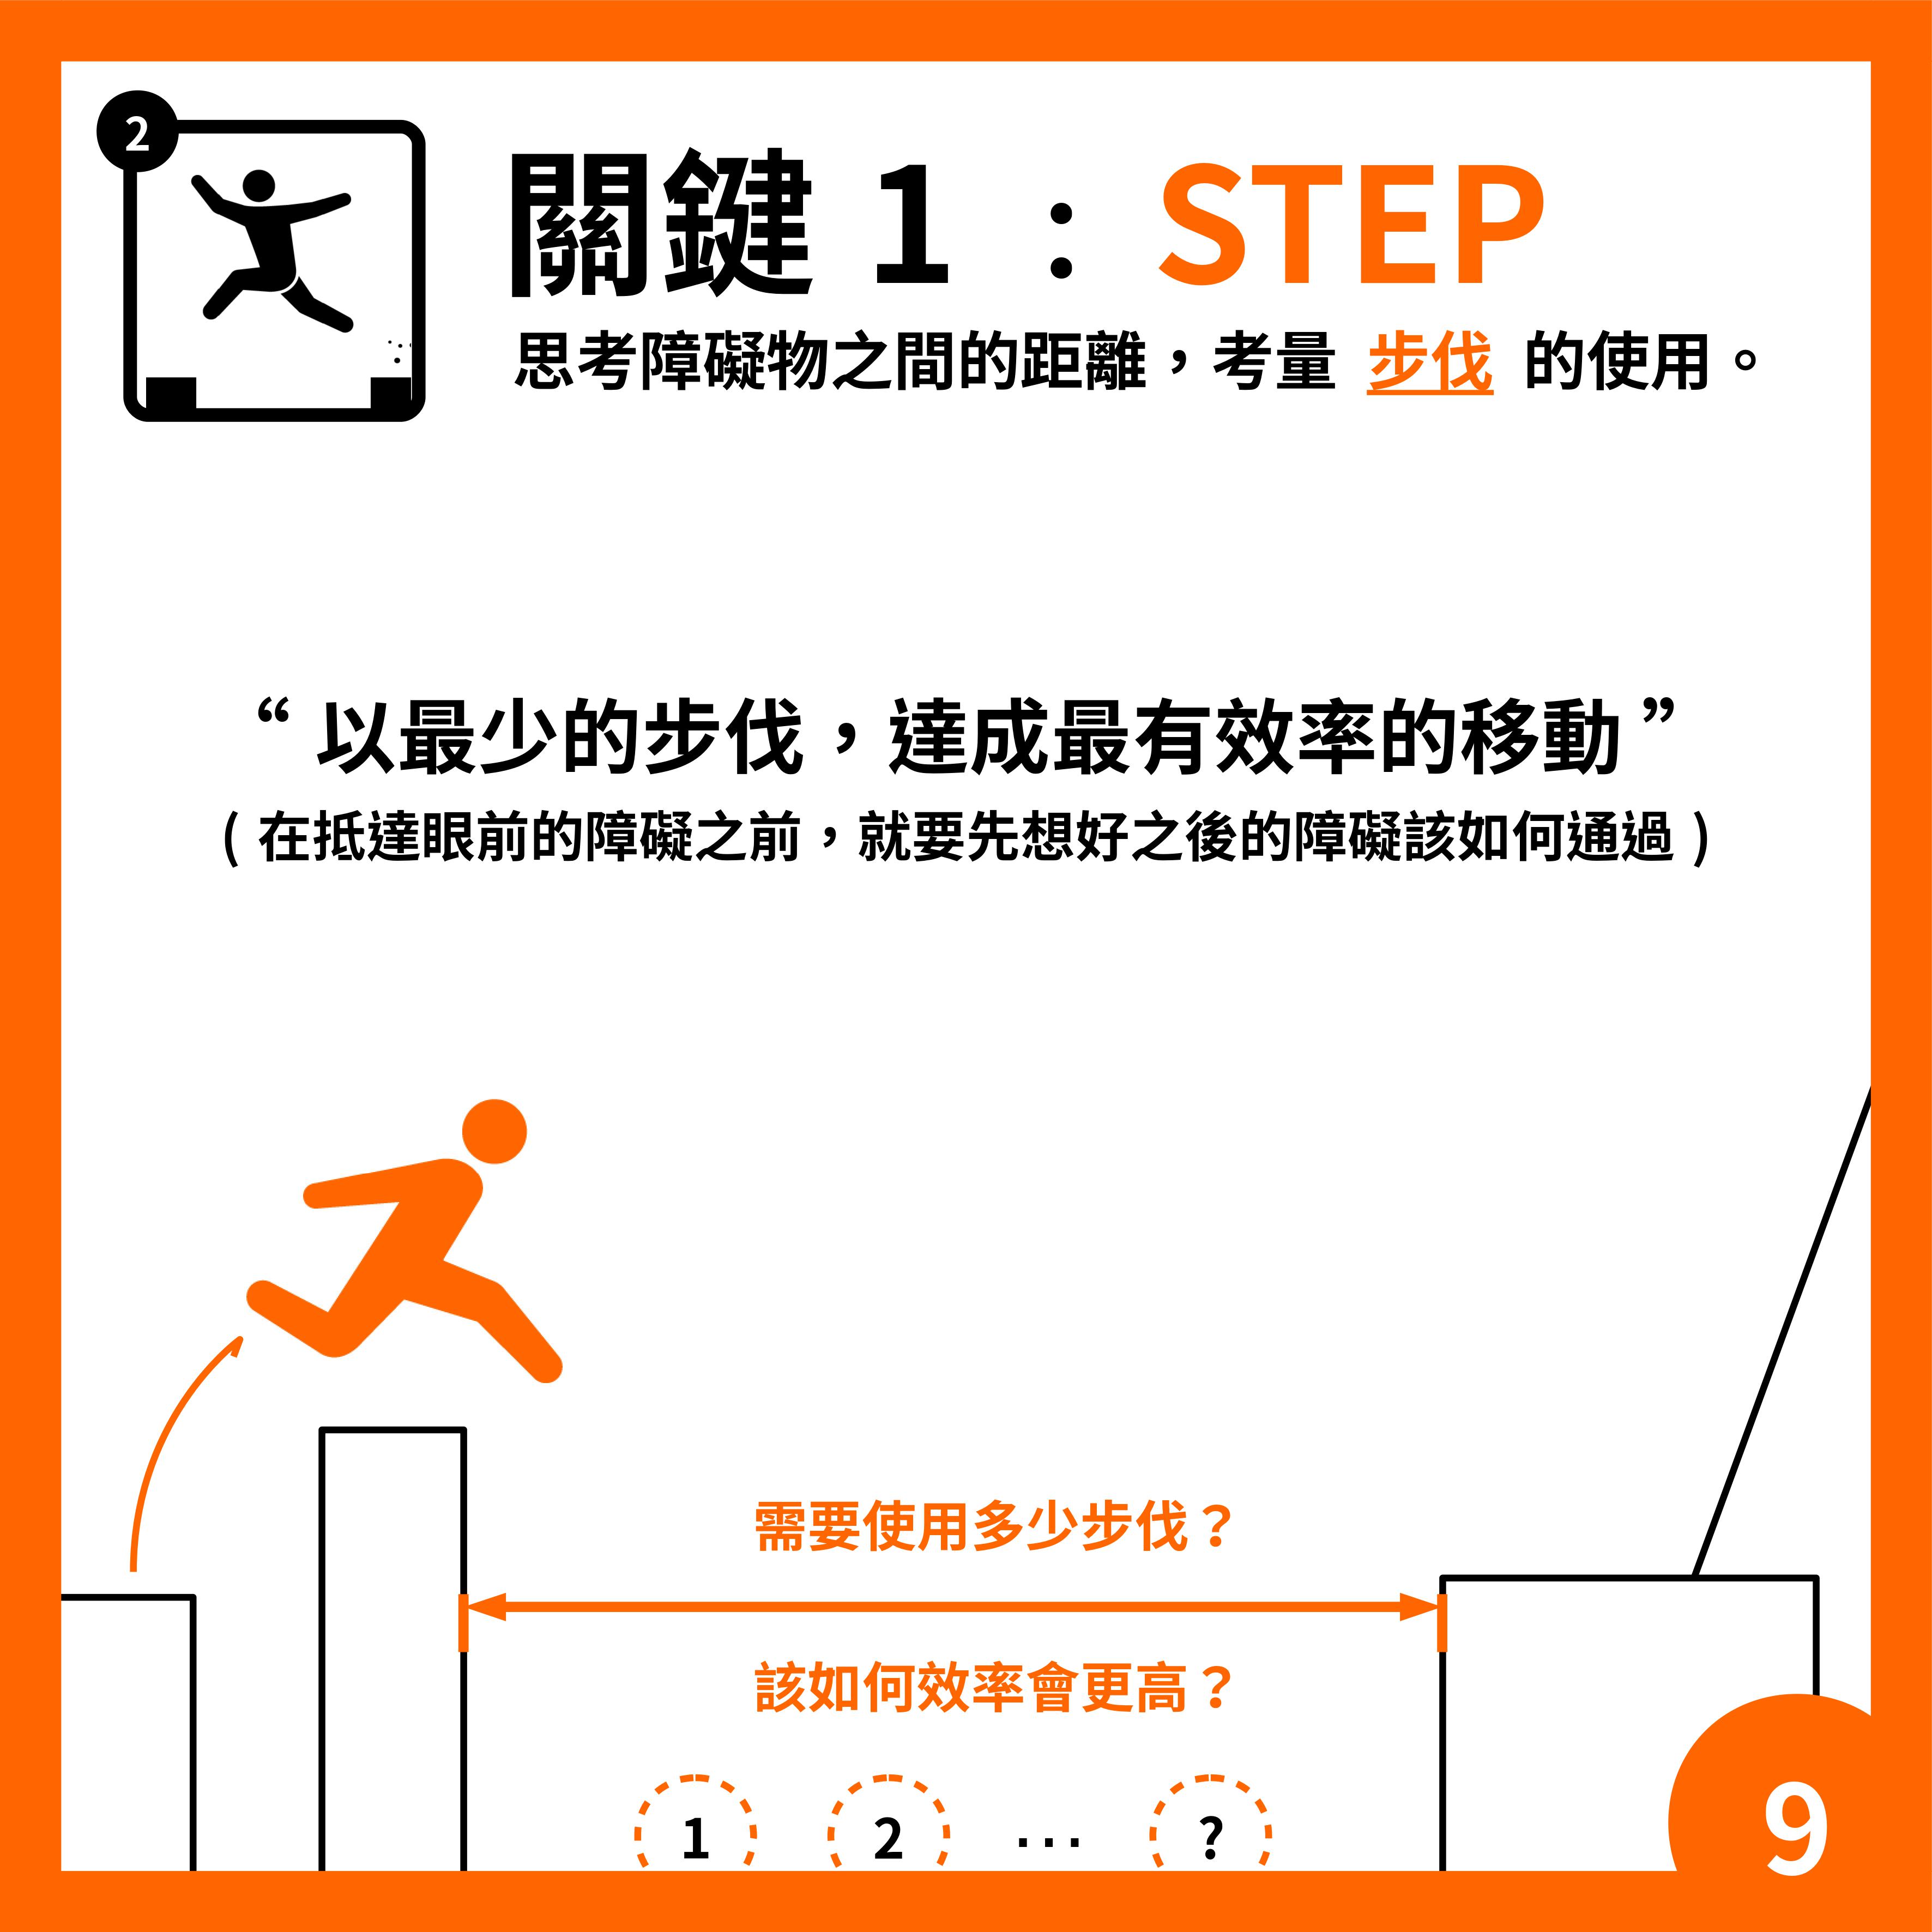 2
關鍵 1：STEP
思考障礙物之間的距離，考量 步伐 的使用。
“ 以最少的步伐，達成最有效率的移動 ”
( 在抵達眼前的障礙之前，就要先想好之後的障礙該如何通過 )
需要使用多少步伐？
該如何效率會更高？
1 2 … ?
9